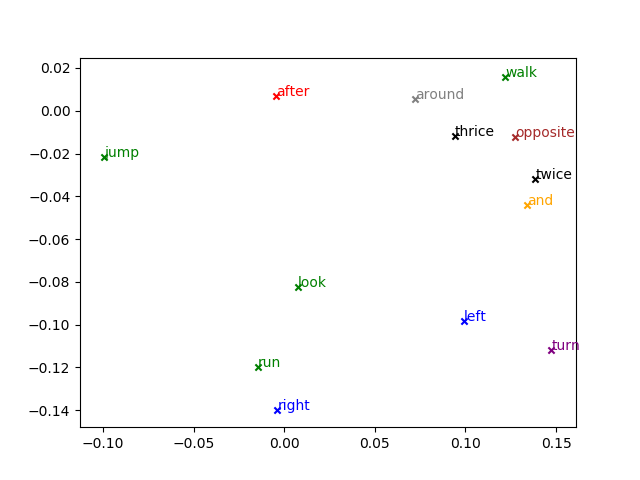 0.02
0.00
−0.02
−0.04
−0.06
−0.08
−0.10
−0.12
−0.14
walk
after
around
thrice
opposite
jump
twice
and
look
left
turn
run
right
−0.10 −0.05 0.00 0.05 0.10 0.15